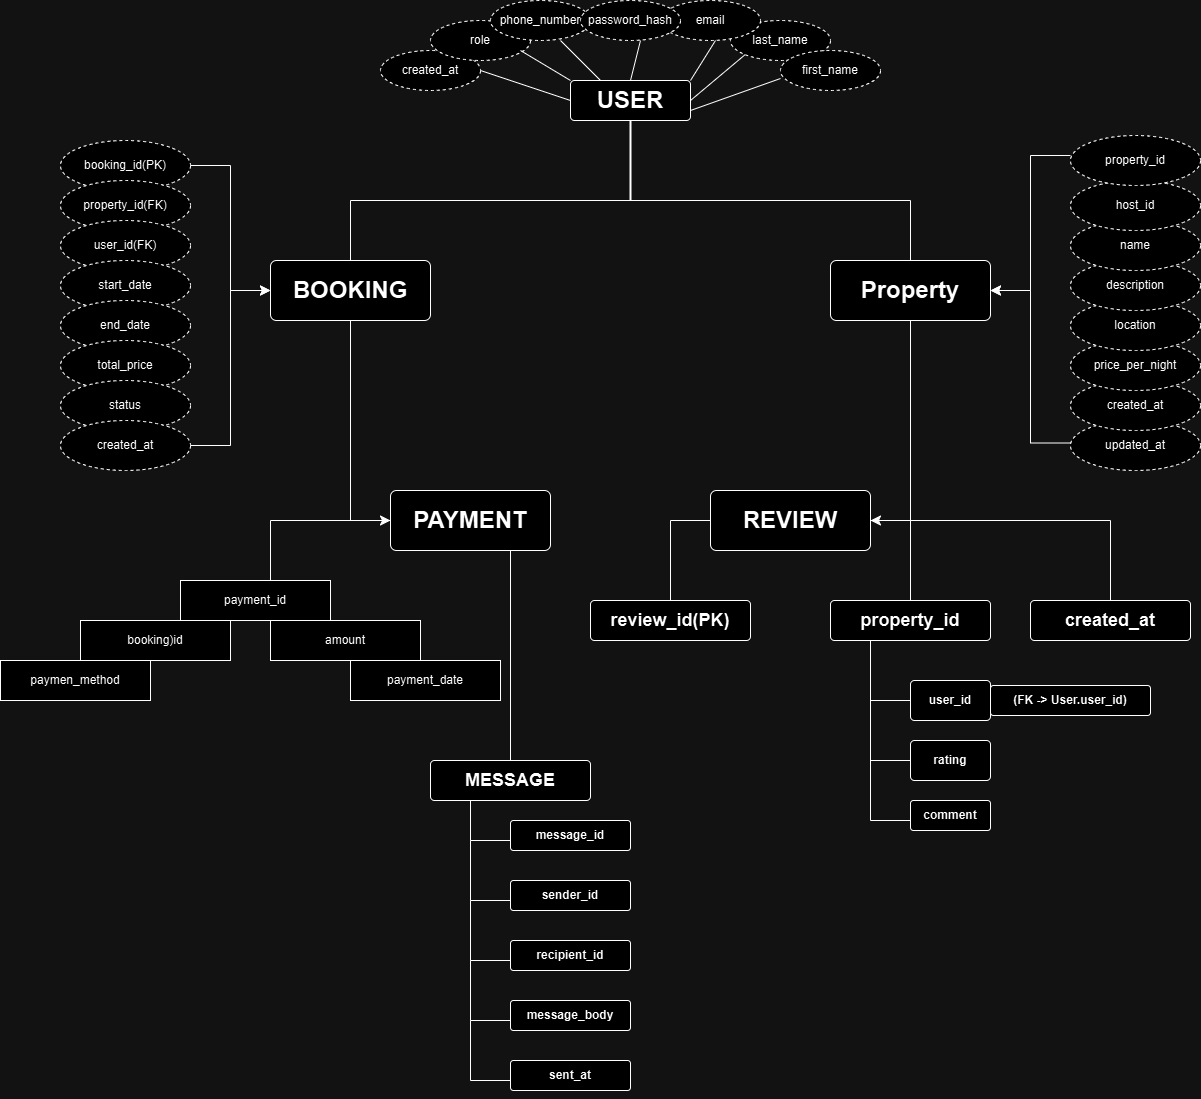 phone_number
password_hash
email
role
last_name
created_at
first_name
USER
booking_id(PK)
property_id(FK)
user_id(FK)
start_date
end_date
total_price
status
created_at
BOOKING
Property
property_id
host_id
name
description
location
price_per_night
created_at
updated_at
PAYMENT
payment_id
booking)id
amount
paymen_method
payment_date
REVIEW
review_id(PK)
property_id
created_at
user_id
(FK -> User.user_id)
rating
comment
MESSAGE
message_id
sender_id
recipient_id
message_body
sent_at